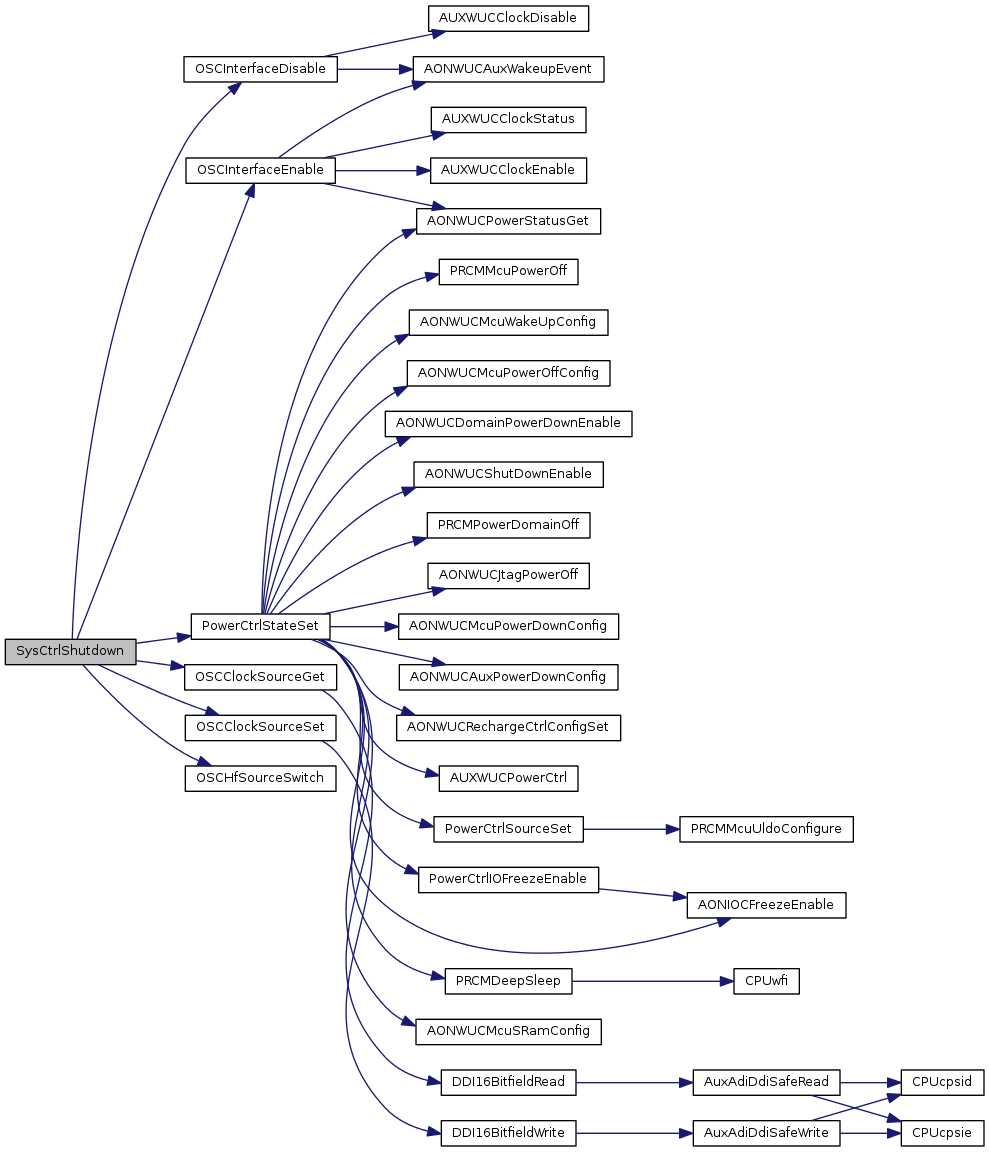 AUXWUCClockDisable
OSCInterfaceDisable
AONWUCAuxWakeupEvent
AUXWUCClockStatus
OSCInterfaceEnable
AUXWUCClockEnable
AONWUCPowerStatusGet
PRCMMcuPowerOff
AONWUCMcuWakeUpConfig
AONWUCMcuPowerOffConfig
AONWUCDomainPowerDownEnable
AONWUCShutDownEnable
PRCMPowerDomainOff
AONWUCJtagPowerOff
PowerCtrlStateSet
AONWUCMcuPowerDownConfig
SysCtrlShutdown
OSCClockSourceGet
AONWUCAuxPowerDownConfig
OSCClockSourceSet
AONWUCRechargeCtrlConfigSet
OSCHfSourceSwitch
AUXWUCPowerCtrl
PowerCtrlSourceSet
PRCMMcuUldoConfigure
PowerCtrlIOFreezeEnable
AONIOCFreezeEnable
PRCMDeepSleep
CPUwfi
AONWUCMcuSRamConfig
DDI16BitfieldRead
AuxAdiDdiSafeRead
CPUcpsid
DDI16BitfieldWrite
AuxAdiDdiSafeWrite
CPUcpsie